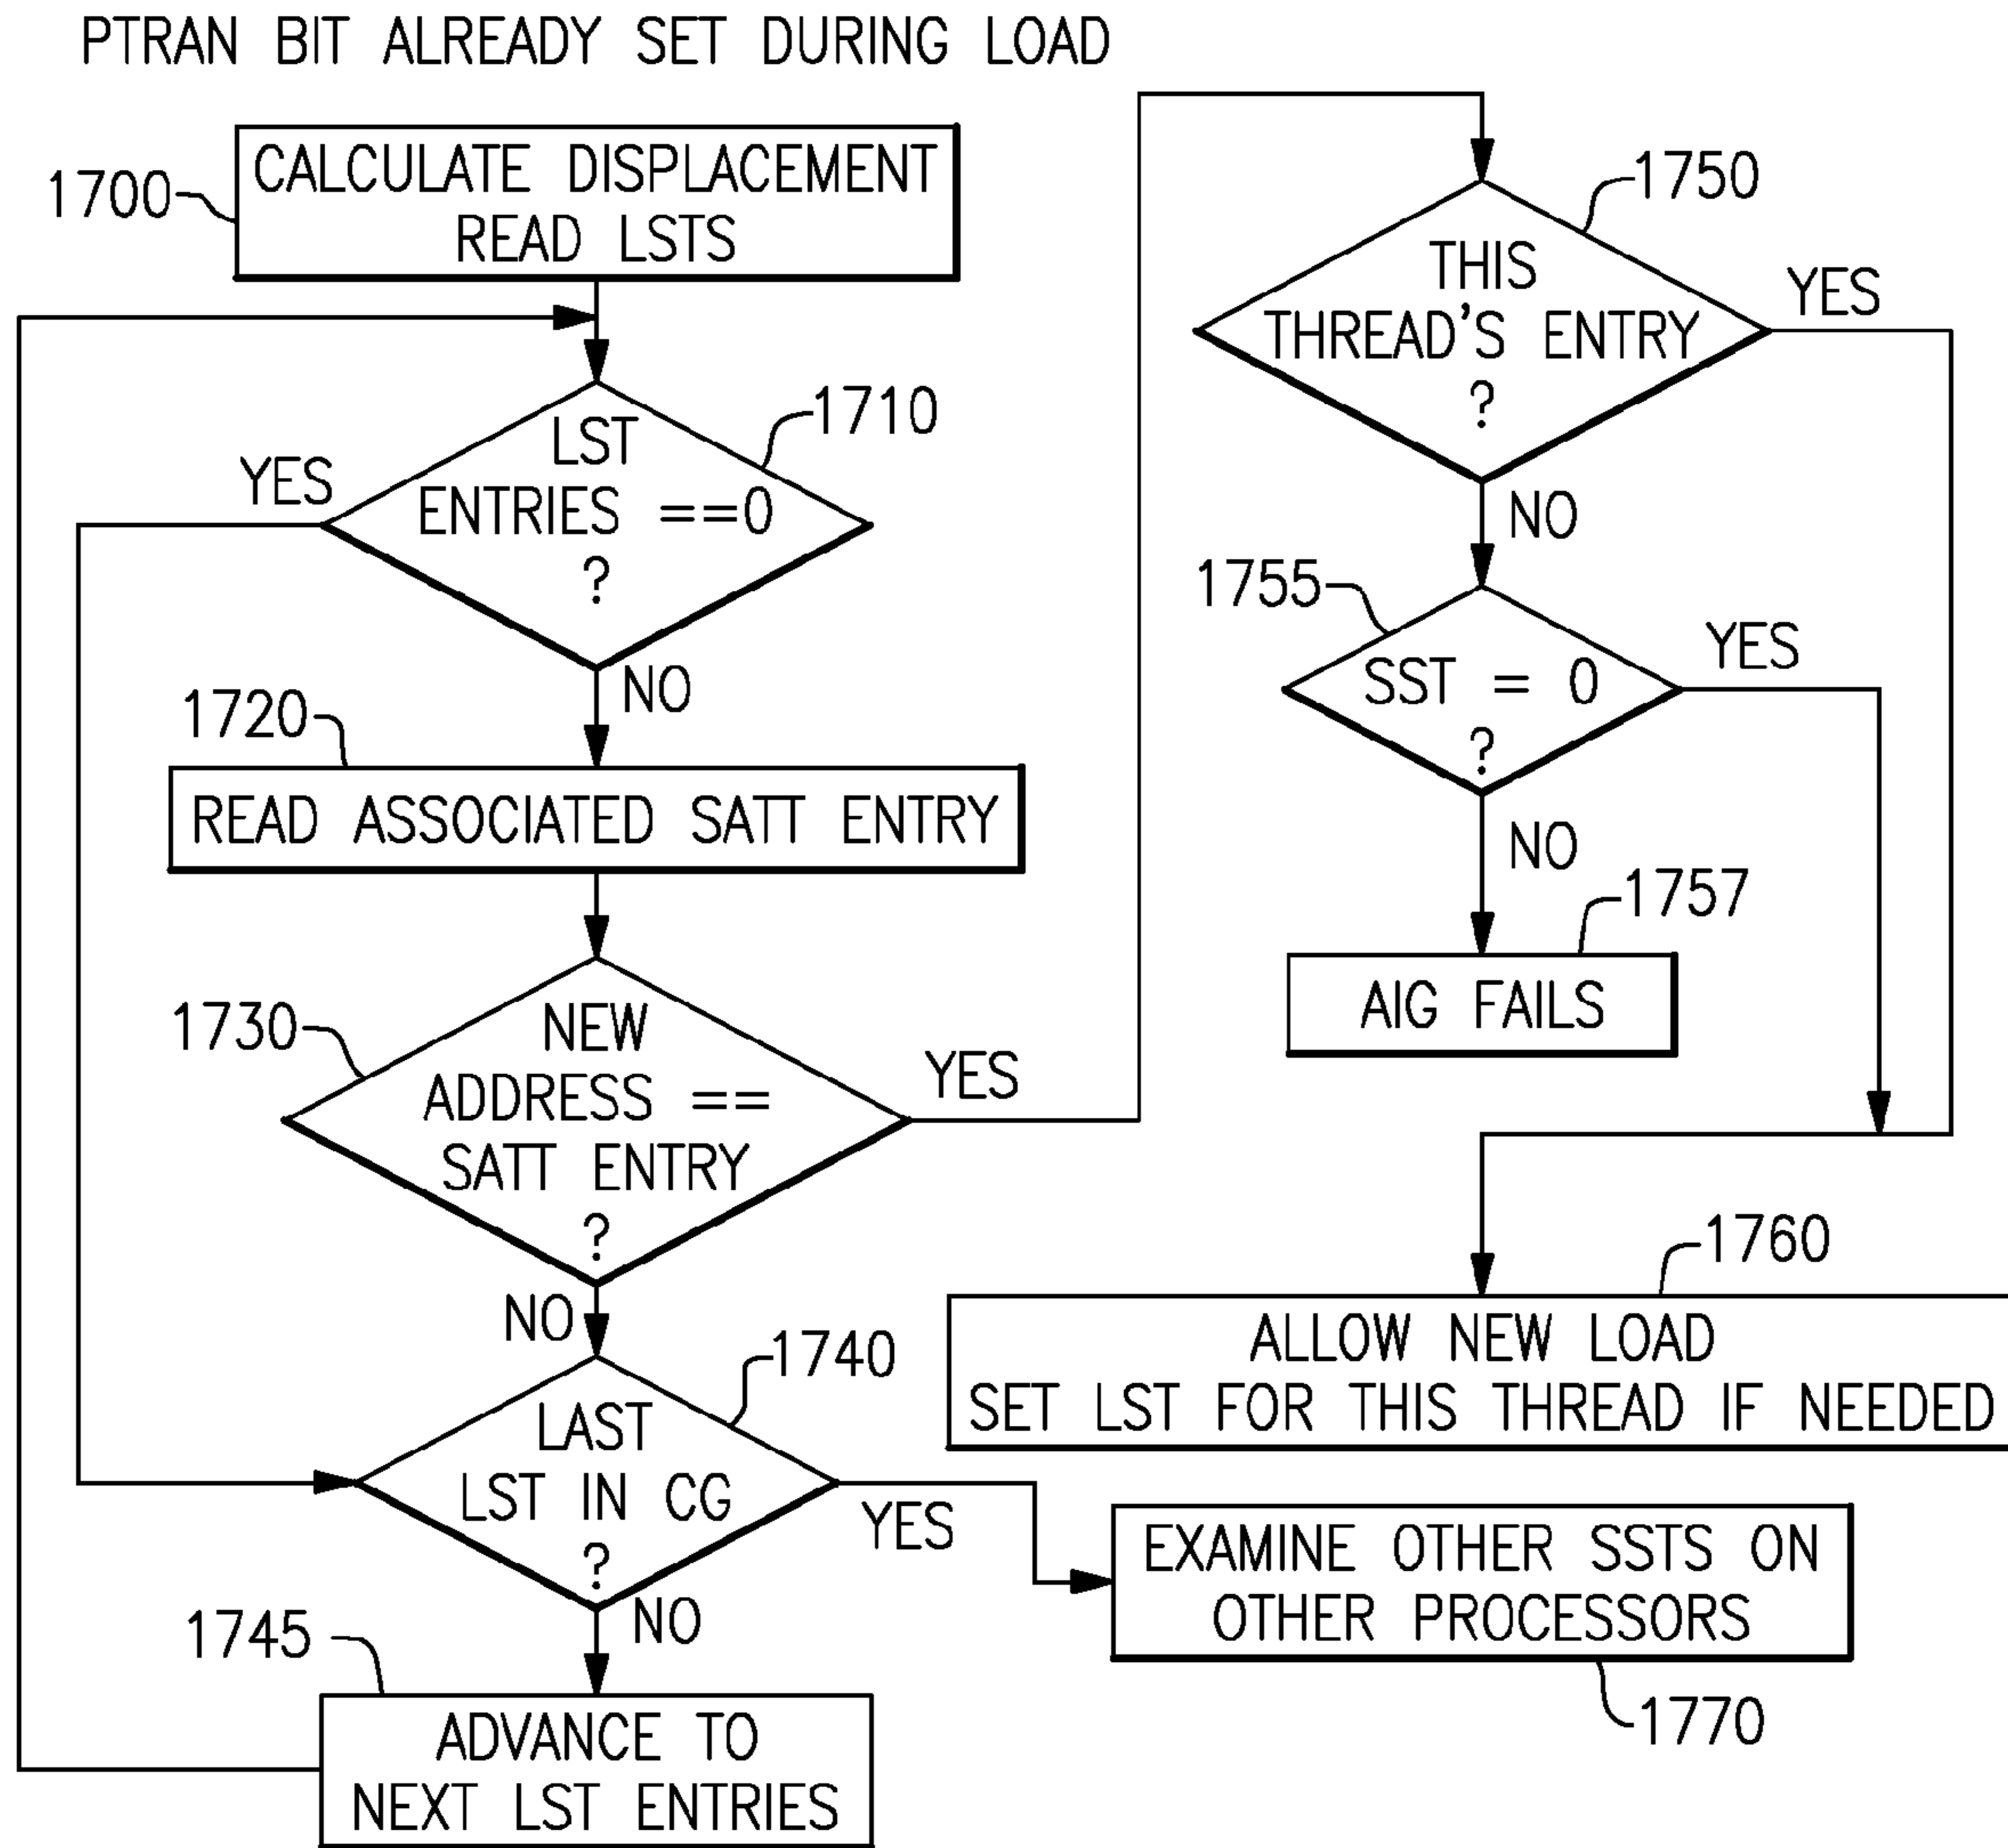 PTRAN BIT ALREADY SET DURING LOAD
1700
CALCULATE DISPLACEMENT
READ LSTS
1710
LST
ENTRIES ==0
?
YES
NO
1720
READ ASSOCIATED SATT ENTRY
1730
NEW
ADDRESS ==
SATT ENTRY
?
YES
NO
1740
LAST
LST IN CG
?
YES
NO
1745
ADVANCE TO
NEXT LST ENTRIES
1750
THIS
THREAD'S ENTRY
?
YES
NO
1755
SST = 0
?
YES
NO
1757
AIG FAILS
1760
ALLOW NEW LOAD
SET LST FOR THIS THREAD IF NEEDED
EXAMINE OTHER SSTS ON
OTHER PROCESSORS
1770